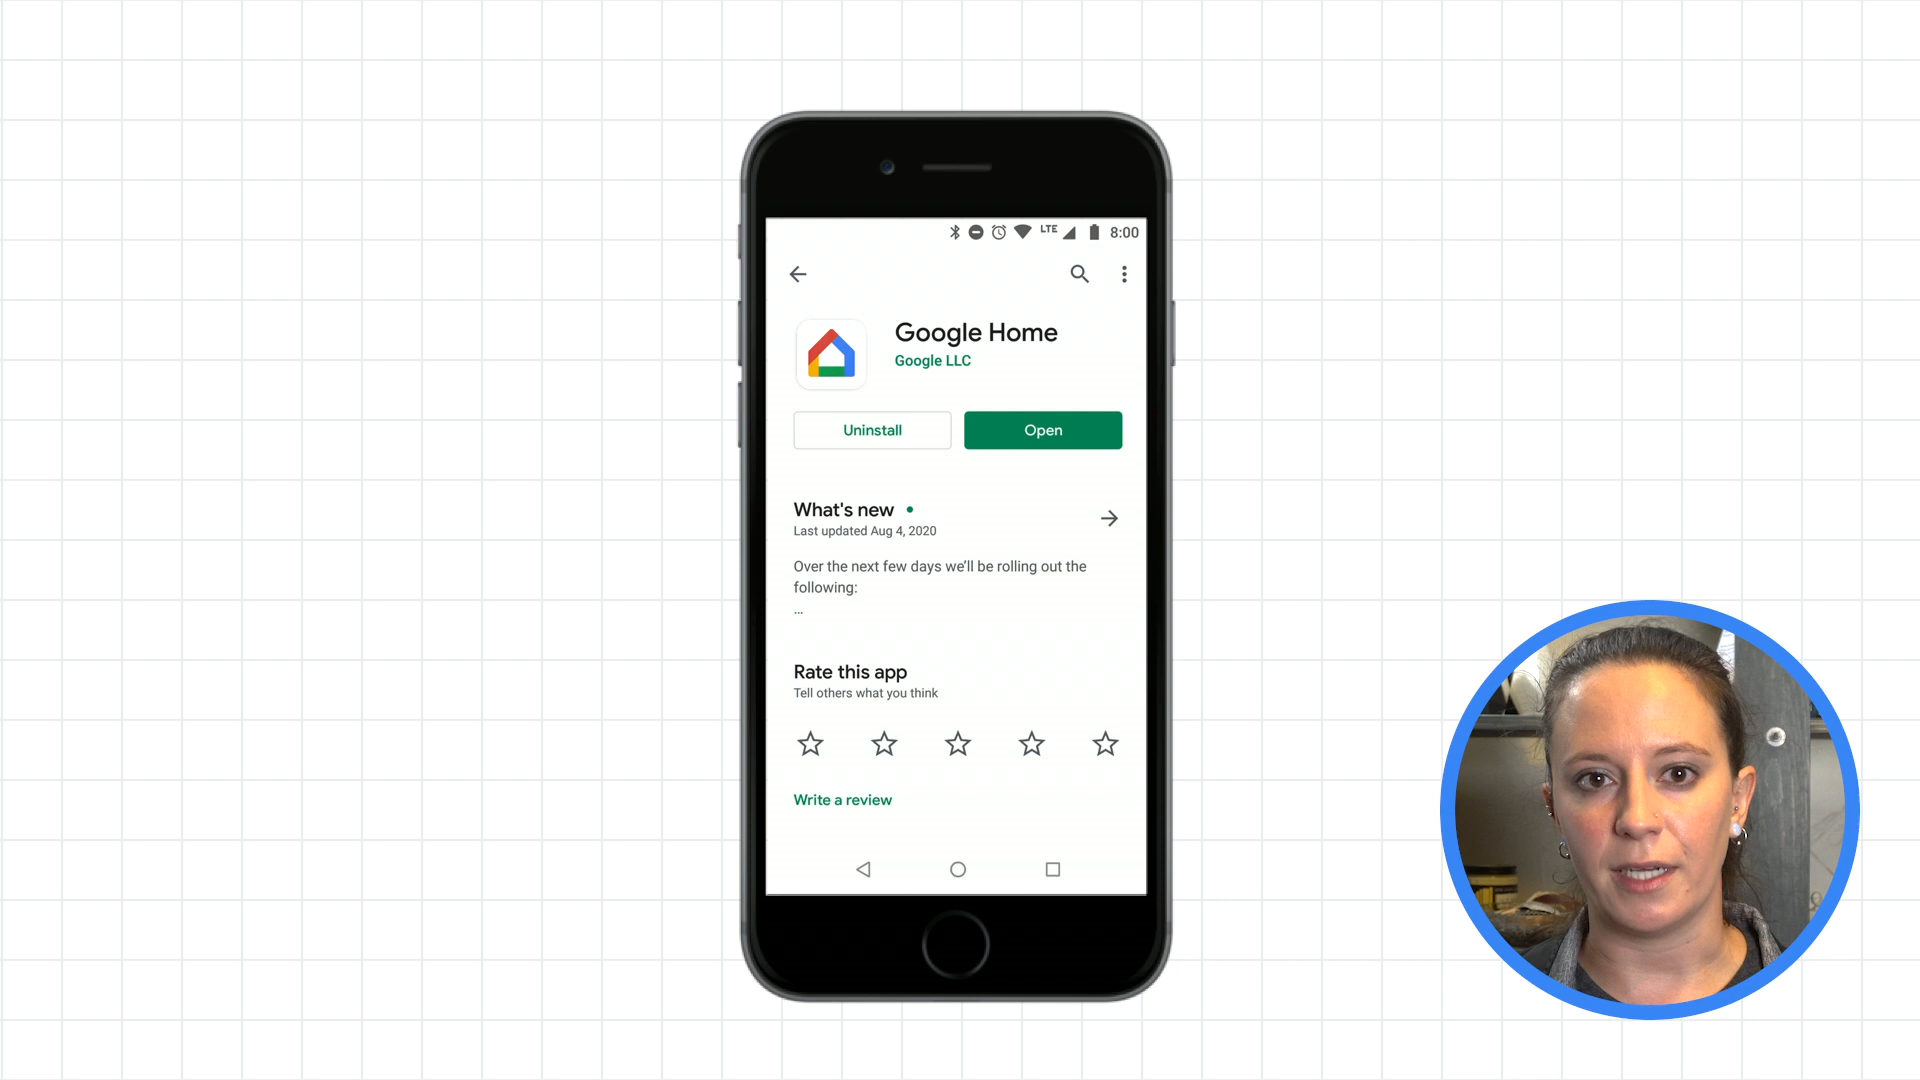 LTE 8:00
Google Home
Google LLC
Uninstall Open
What's new
Last updated Aug 4, 2020
Over the next few days we'll be rolling out the
following:
...
Rate this app
Tell others what you think
Write a review